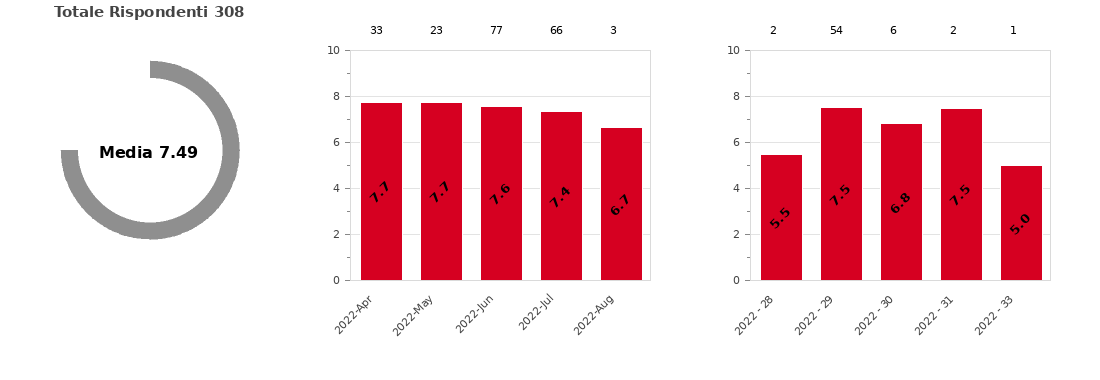 Totale Rispondenti 308
Media 7.49
33 23 77 66 3
10
8
6
4
2
0
7.7 7.7 7.6 7.4 6.7
2022-Apr 2022-May 2022-Jun 2022-Jul 2022-Aug
2 54 6 2 1
10
8
6
4
2
0
5.5 7.5 6.8 7.5 5.0
2022 - 28 2022 - 29 2022 - 30 2022 - 31 2022 - 33